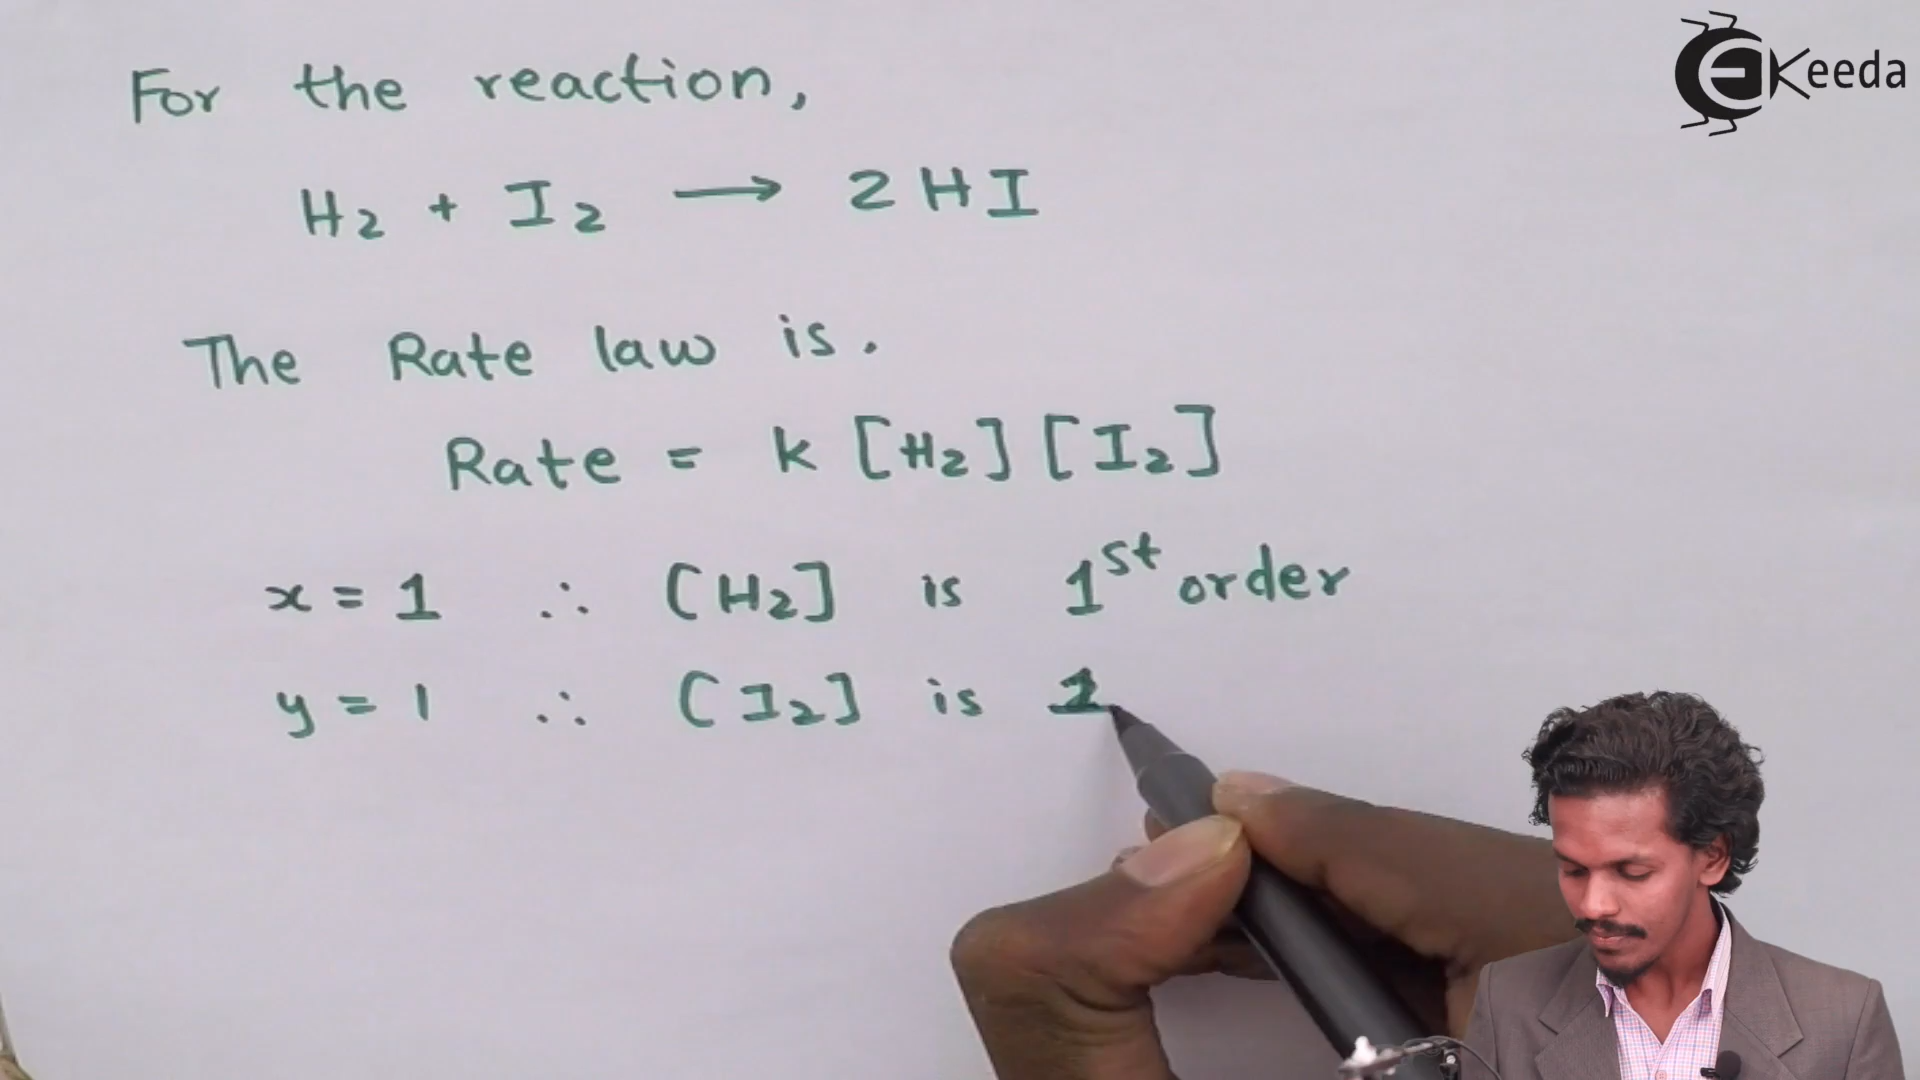 EKeeda
For the reaction,
H₂ + I₂ ⟶ 2HI
The Rate law is.
Rate = k [H₂] [I₂]
x = 1 ∴ [H₂] is 1st order
y = 1 ∴ [I₂] is 1